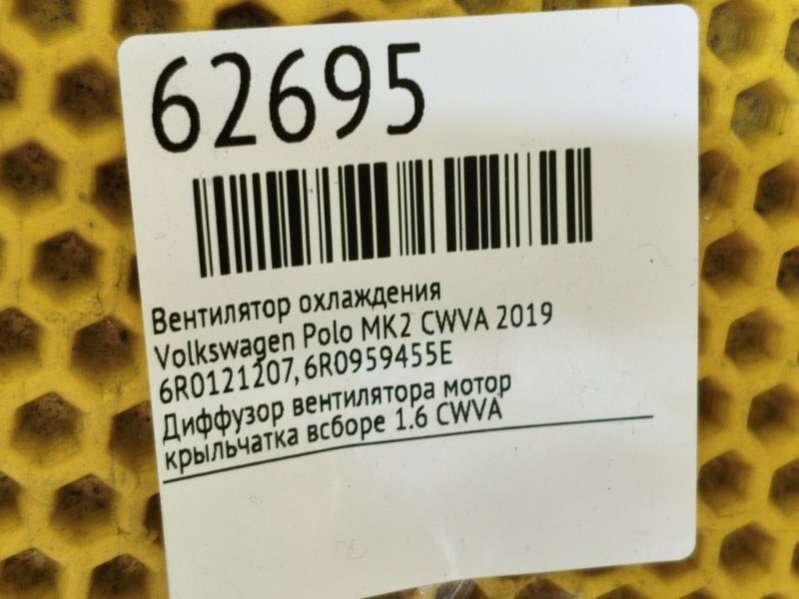 62695
Вентилятор охлаждения
Volkswagen Polo MK2 CWVA 2019
6R0121207, 6R0959455E
Диффузор вентилятора мотор
крыльчатка всборе 1.6 CWVA